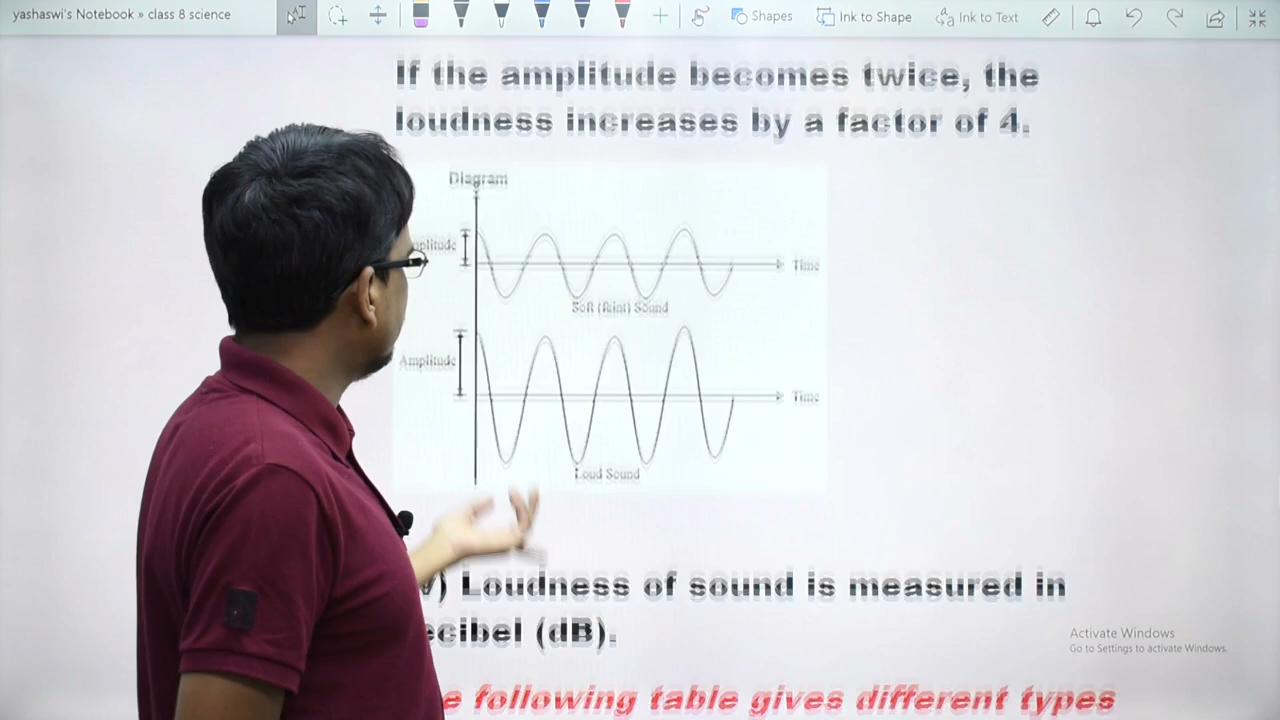 yashaswi's Notebook » class 8 science
Shapes
Ink to Shape
Ink to Text
If the amplitude becomes twice, the
loudness increases by a factor of 4.
Diagram
plitude
Time
Soft (faint) Sound
Amplitude
Time
Loud Sound
v) Loudness of sound is measured in
ecibel (dB).
Activate Windows
Go to Settings to activate Windows.
e following table gives different types